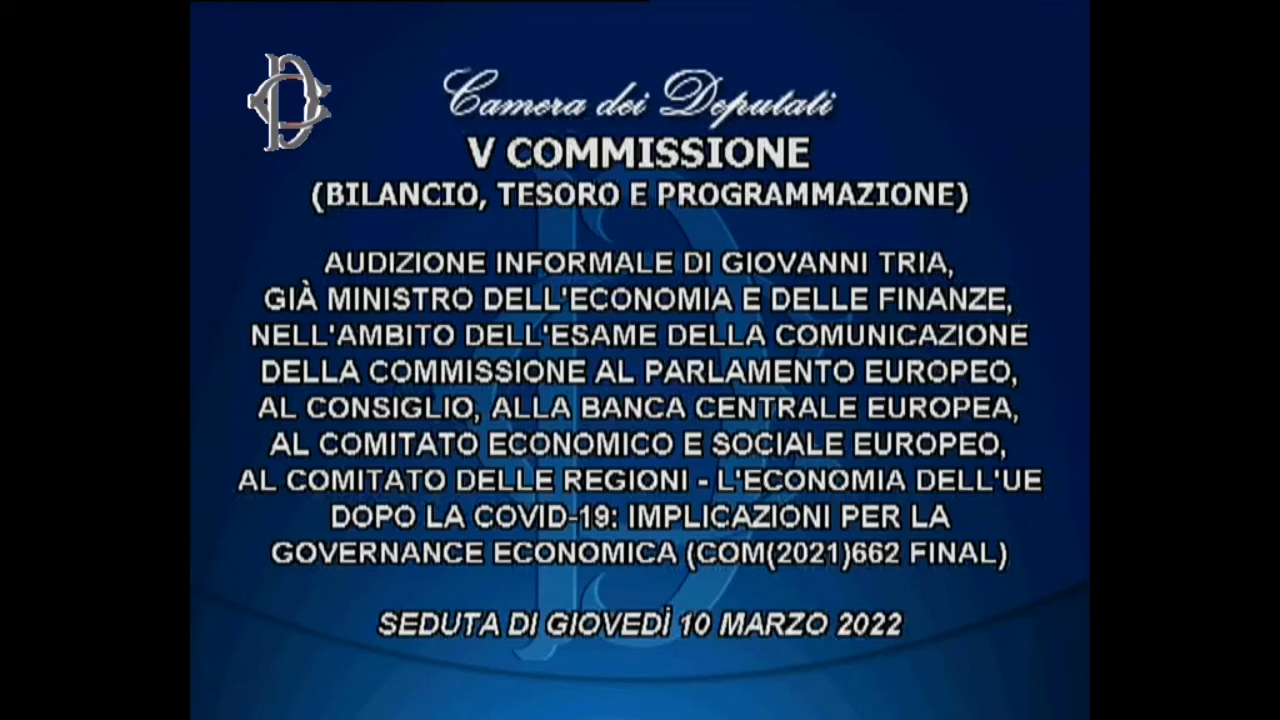 Camera dei Deputati
V COMMISSIONE
(BILANCIO, TESORO E PROGRAMMAZIONE)
AUDIZIONE INFORMALE DI GIOVANNI TRIA,
GIÀ MINISTRO DELL'ECONOMIA E DELLE FINANZE,
NELL'AMBITO DELL'ESAME DELLA COMUNICAZIONE
DELLA COMMISSIONE AL PARLAMENTO EUROPEO,
AL CONSIGLIO, ALLA BANCA CENTRALE EUROPEA,
AL COMITATO ECONOMICO E SOCIALE EUROPEO,
AL COMITATO DELLE REGIONI - L'ECONOMIA DELL'UE
DOPO LA COVID-19: IMPLICAZIONI PER LA
GOVERNANCE ECONOMICA (COM(2021)662 FINAL)
SEDUTA DI GIOVEDÌ 10 MARZO 2022